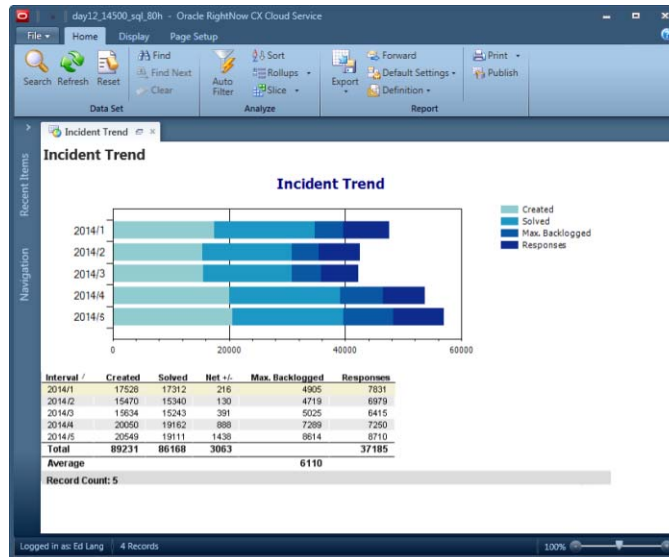 day12_14500_sql_80h - Oracle RightNow CX Cloud Service
File Home Display Page Setup
Search Refresh Reset
Find
Find Next
Clear
Data Set
Auto Filter
Sort
Rollups
Slice
Analyze
Export
Forward
Default Settings
Definition
Print
Publish
Report
Incident Trend
Recent Items
Navigation
Incident Trend
Incident Trend
Created
Solved
Max. Backlogged
Responses
2014/1
2014/2
2014/3
2014/4
2014/5
0 20000 40000 60000
Interval / Created Solved Net +/- Max. Backlogged Responses
2014/1 17528 17312 216 4905 7831
2014/2 15470 15340 130 4719 6979
2014/3 15634 15243 391 5025 6415
2014/4 20050 19162 888 7289 7250
2014/5 20549 19111 1438 8614 8710
Total 89231 86168 3063 37185
Average 6110
Record Count: 5
Logged in as: Ed Lang 4 Records 100%